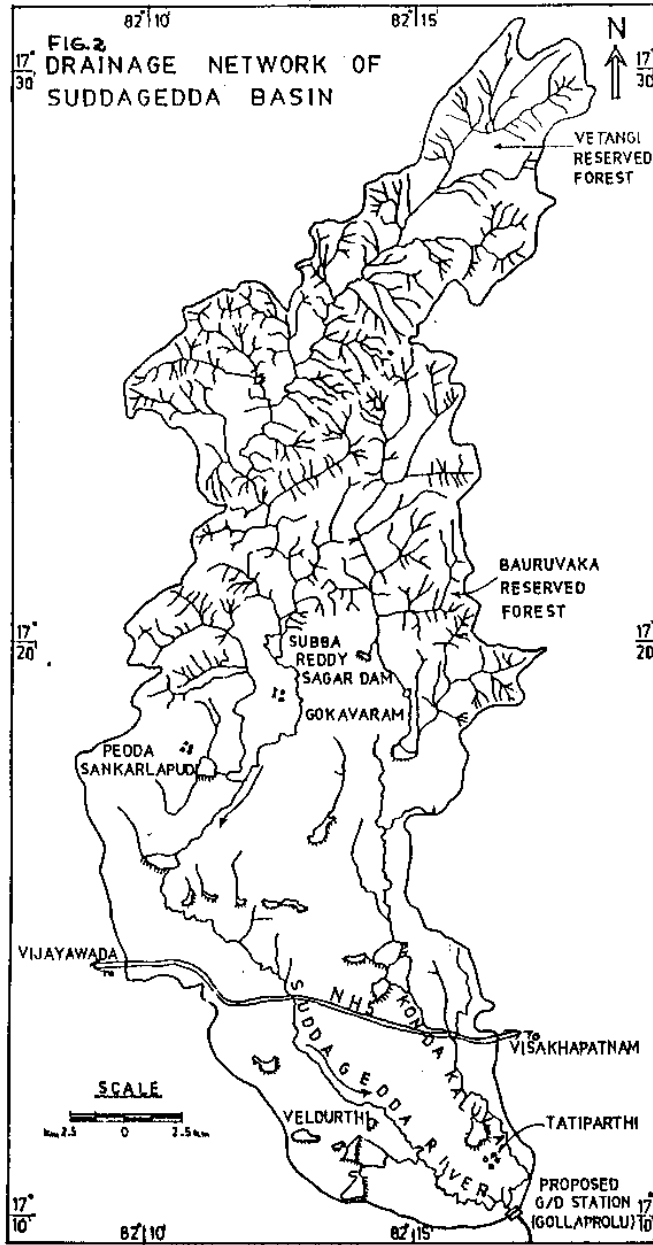 82° 10'
82° 15'
FIG.2
DRAINAGE NETWORK OF
SUDDAGEDDA BASIN
N
17°
30'
17°
30'
VETANGI
RESERVED
FOREST
BAURUVAKA
RESERVED
FOREST
17°
20'
17°
20'
SUBBA
REDDY
SAGAR DAM
GOKAVARAM
PEODA
SANKARLAPUDI
VIJAYAWADA
To
NH5
SUDDAGEDDA RIVER
KONDA KALUVA
To
VISAKHAPATNAM
SCALE
km 2.5 0 2.5 km
VELDURTHI
TATIPARTHI
PROPOSED
G/D STATION
(GOLLAPROLU)
17°
10'
17°
10'
82° 10'
82° 15'